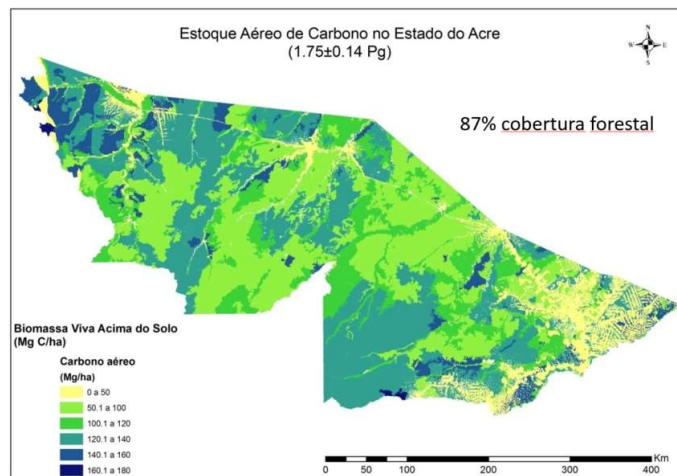 Estoque Aéreo de Carbono no Estado do Acre
(1.75±0.14 Pg)
N
W E
S
87% cobertura forestal
Biomassa Viva Acima do Solo
(Mg C/ha)
Carbono aéreo
(Mg/ha)
0 a 50
50.1 a 100
100.1 a 120
120.1 a 140
140.1 a 160
160.1 a 180
Km
0 25 50 100 200 300 400